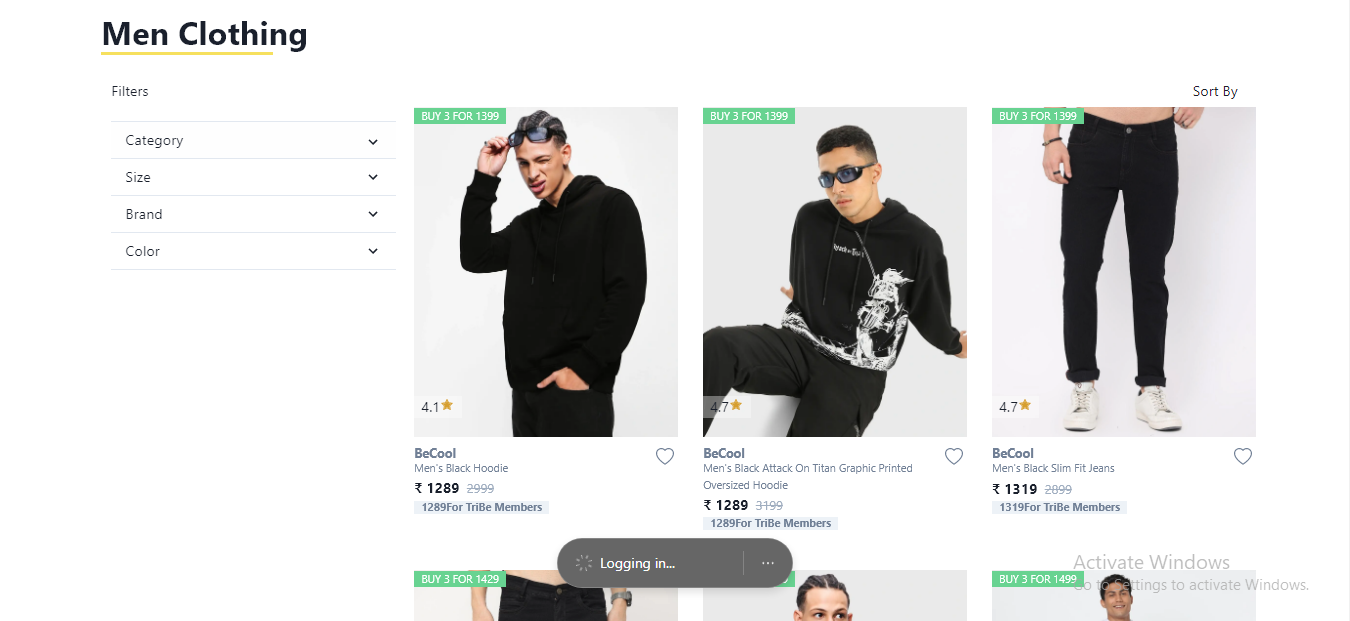 Men Clothing
Filters
Sort By
Category
Size
Brand
Color
BUY 3 FOR 1399
BUY 3 FOR 1399
BUY 3 FOR 1399
4.1
4.7
4.7
BeCool
Men's Black Hoodie
₹ 1289 2999
1289For TriBe Members
BeCool
Men's Black Attack On Titan Graphic Printed
Oversized Hoodie
₹ 1289 3199
1289For TriBe Members
BeCool
Men's Black Slim Fit Jeans
₹ 1319 2899
1319For TriBe Members
Logging in...
Activate Windows
Go to Settings to activate Windows.
BUY 3 FOR 1429
BUY 3 FOR 1499